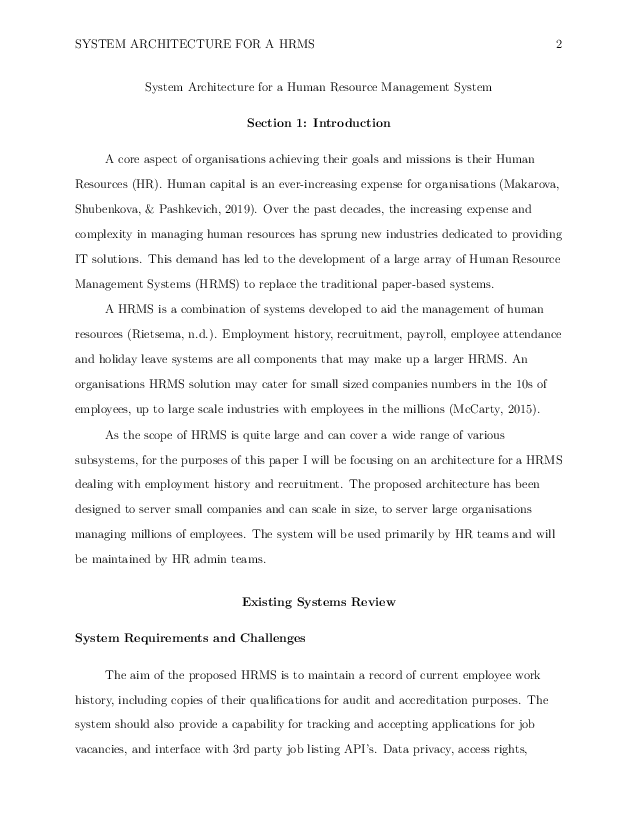 SYSTEM ARCHITECTURE FOR A HRMS 2
System Architecture for a Human Resource Management System
Section 1: Introduction
A core aspect of organisations achieving their goals and missions is their Human
Resources (HR). Human capital is an ever-increasing expense for organisations (Makarova,
Shubenkova, & Pashkevich, 2019). Over the past decades, the increasing expense and
complexity in managing human resources has sprung new industries dedicated to providing
IT solutions. This demand has led to the development of a large array of Human Resource
Management Systems (HRMS) to replace the traditional paper-based systems.
A HRMS is a combination of systems developed to aid the management of human
resources (Rietsema, n.d.). Employment history, recruitment, payroll, employee attendance
and holiday leave systems are all components that may make up a larger HRMS. An
organisations HRMS solution may cater for small sized companies numbers in the 10s of
employees, up to large scale industries with employees in the millions (McCarty, 2015).
As the scope of HRMS is quite large and can cover a wide range of various
subsystems, for the purposes of this paper I will be focusing on an architecture for a HRMS
dealing with employment history and recruitment. The proposed architecture has been
designed to server small companies and can scale in size, to server large organisations
managing millions of employees. The system will be used primarily by HR teams and will
be maintained by HR admin teams.
Existing Systems Review
System Requirements and Challenges
The aim of the proposed HRMS is to maintain a record of current employee work
history, including copies of their qualifications for audit and accreditation purposes. The
system should also provide a capability for tracking and accepting applications for job
vacancies, and interface with 3rd party job listing API's. Data privacy, access rights,